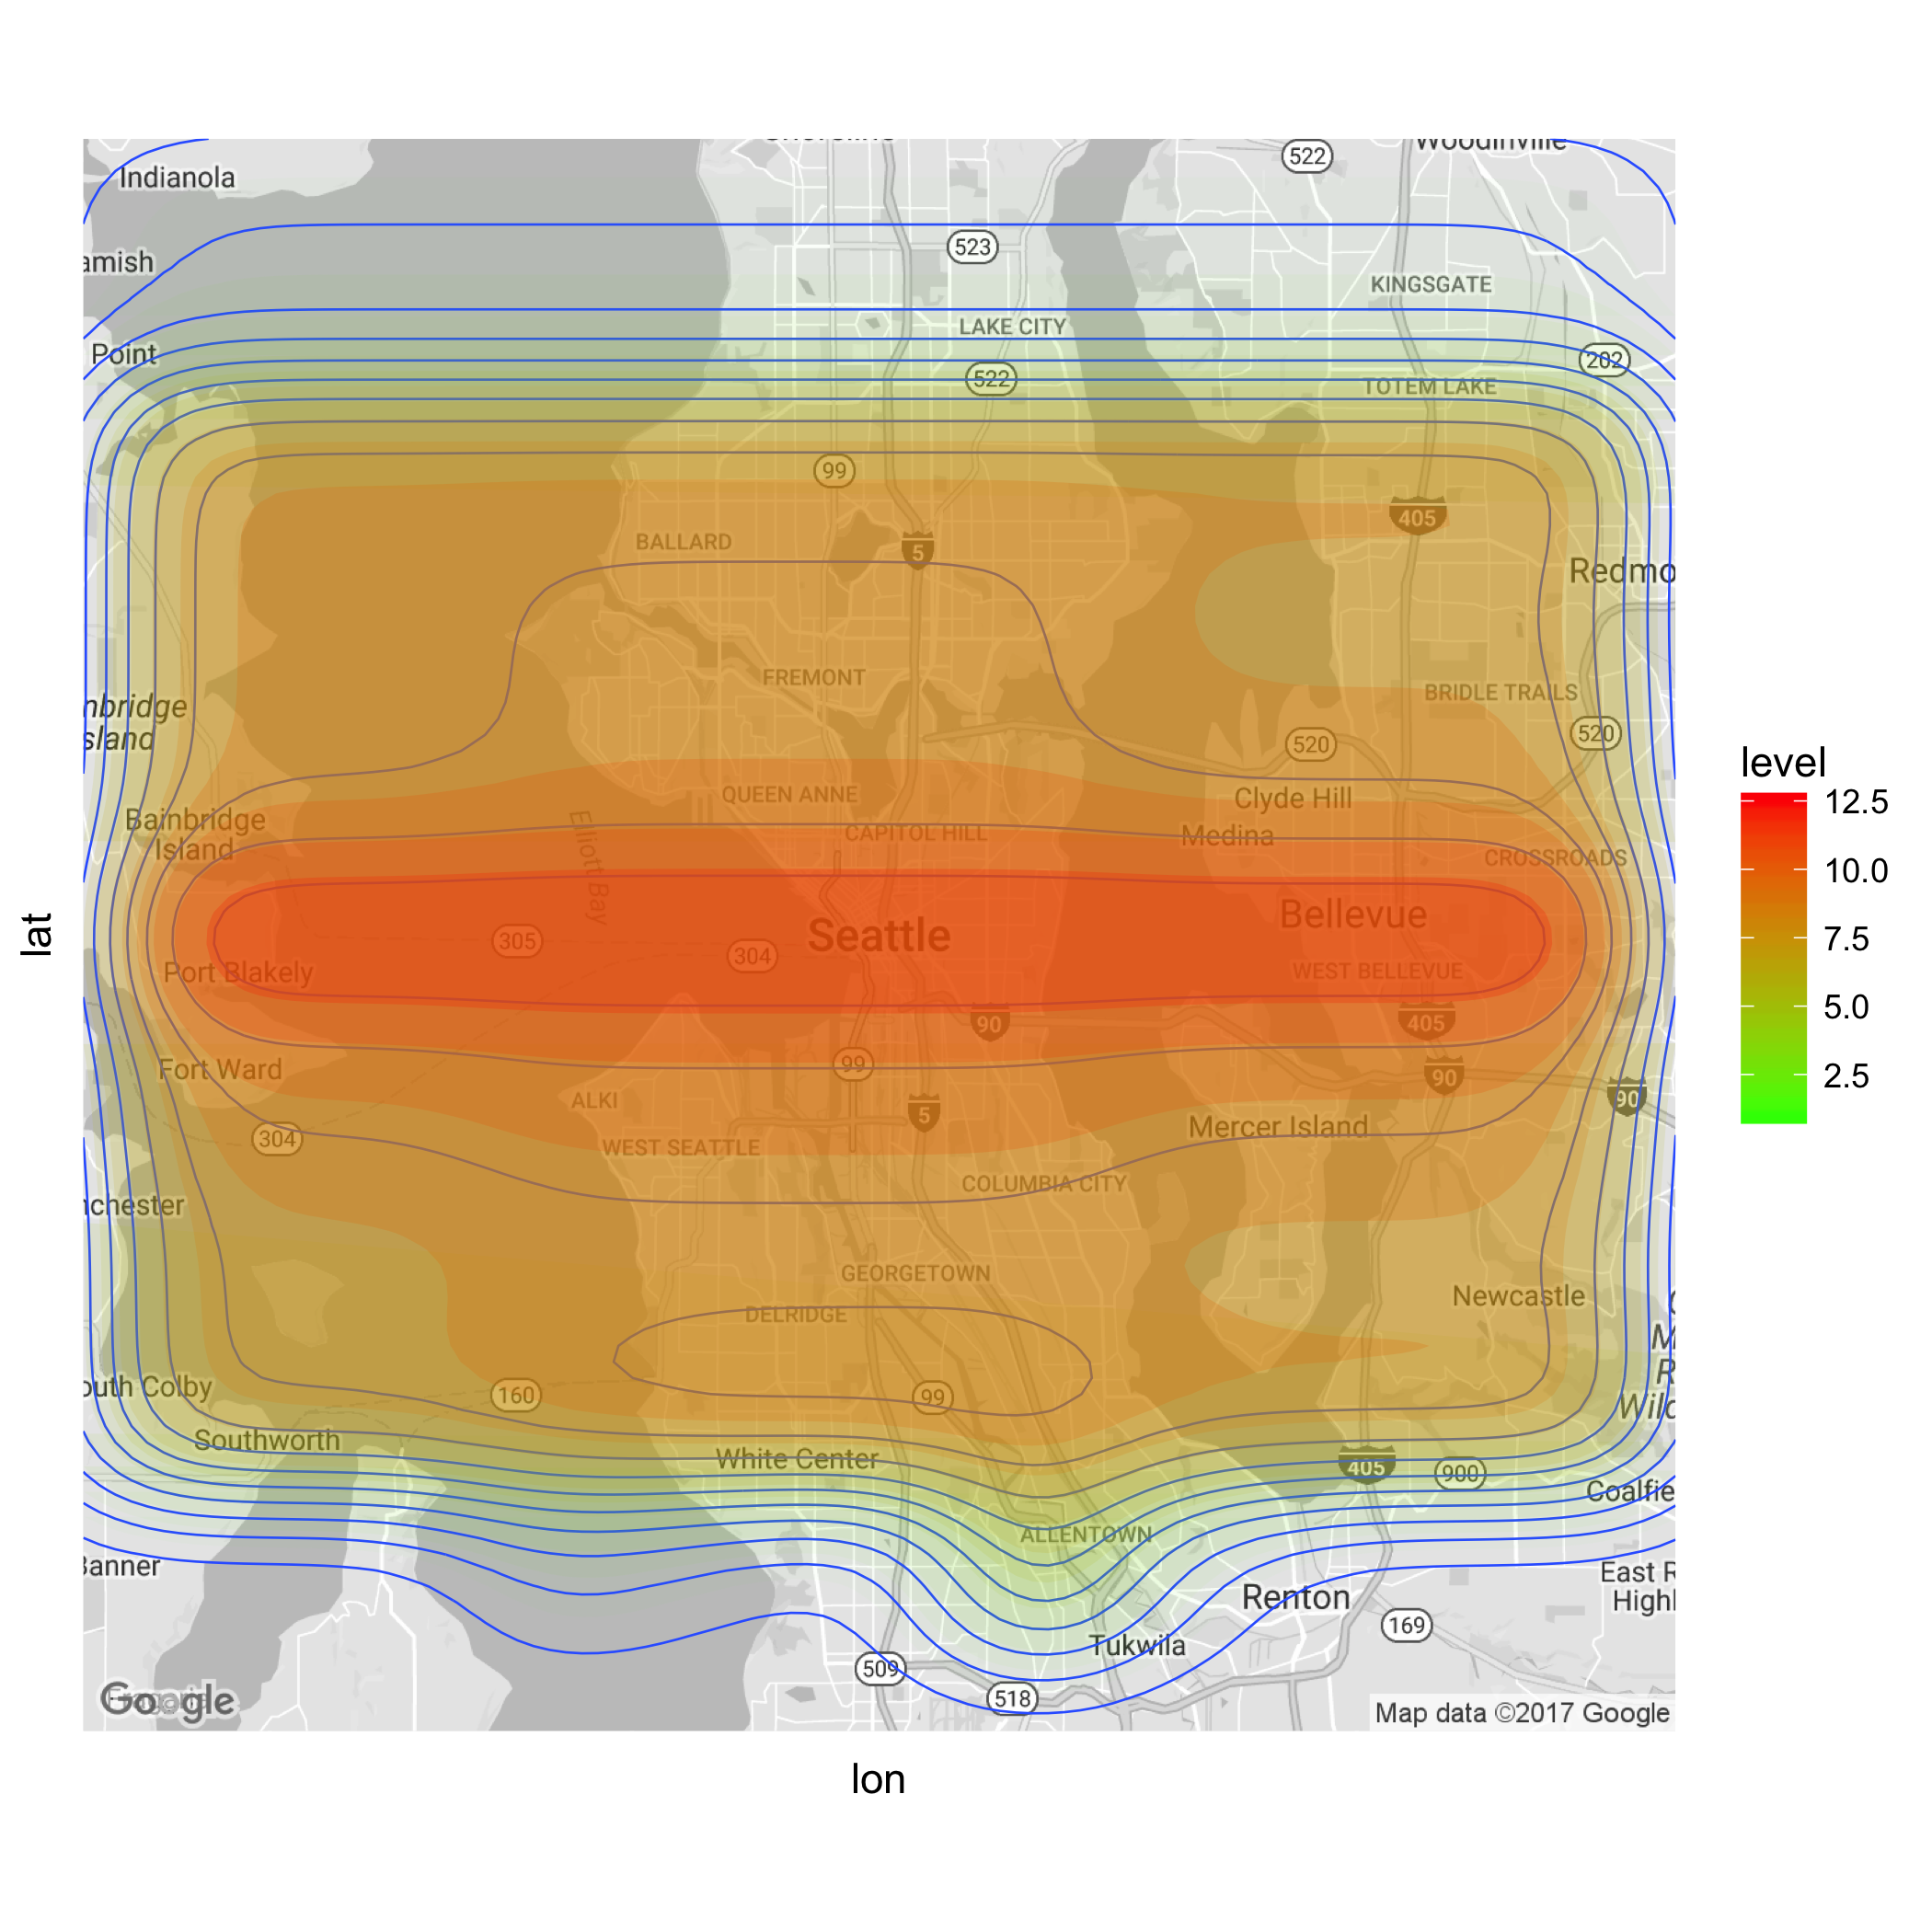 Shoreline
Woodinville
522
Indianola
523
amish
KINGSGATE
LAKE CITY
Point
202
522
TOTEM LAKE
99
405
BALLARD
5
Redmo
FREMONT
BRIDLE TRAILS
nbridge
sland
520
520
level
QUEEN ANNE
Clyde Hill
12.5
Bainbridge
Island
Elliott Bay
CAPITOL HILL
Medina
CROSSROADS
10.0
Bellevue
lat
Seattle
305
304
7.5
Port Blakely
WEST BELLEVUE
5.0
90
405
Fort Ward
99
90
2.5
ALKI
5
90
304
WEST SEATTLE
Mercer Island
COLUMBIA CITY
nchester
GEORGETOWN
Newcastle
DELRIDGE
M
R
Wild
outh Colby
160
99
Southworth
White Center
405
900
Coalfie
ALLENTOWN
Banner
East R
Highl
Renton
169
Tukwila
509
518
Google
Map data ©2017 Google
lon